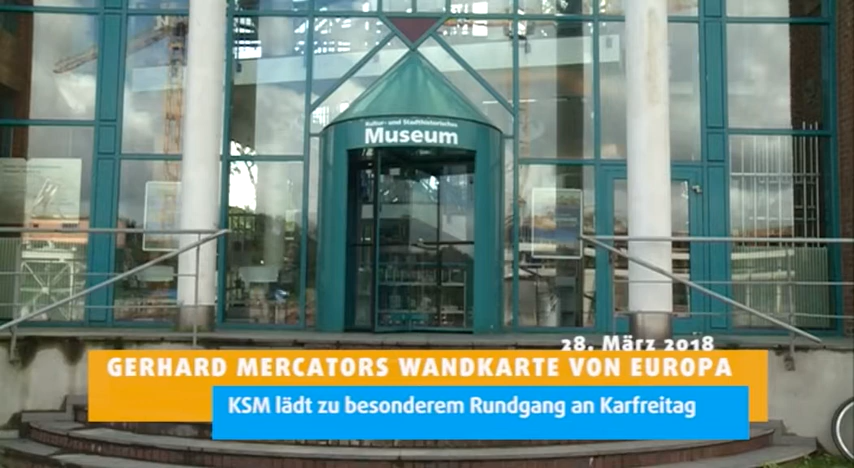 Kultur- und Stadthistorisches
Museum
28. März 2018
GERHARD MERCATORS WANDKARTE VON EUROPA
KSM lädt zu besonderem Rundgang an Karfreitag